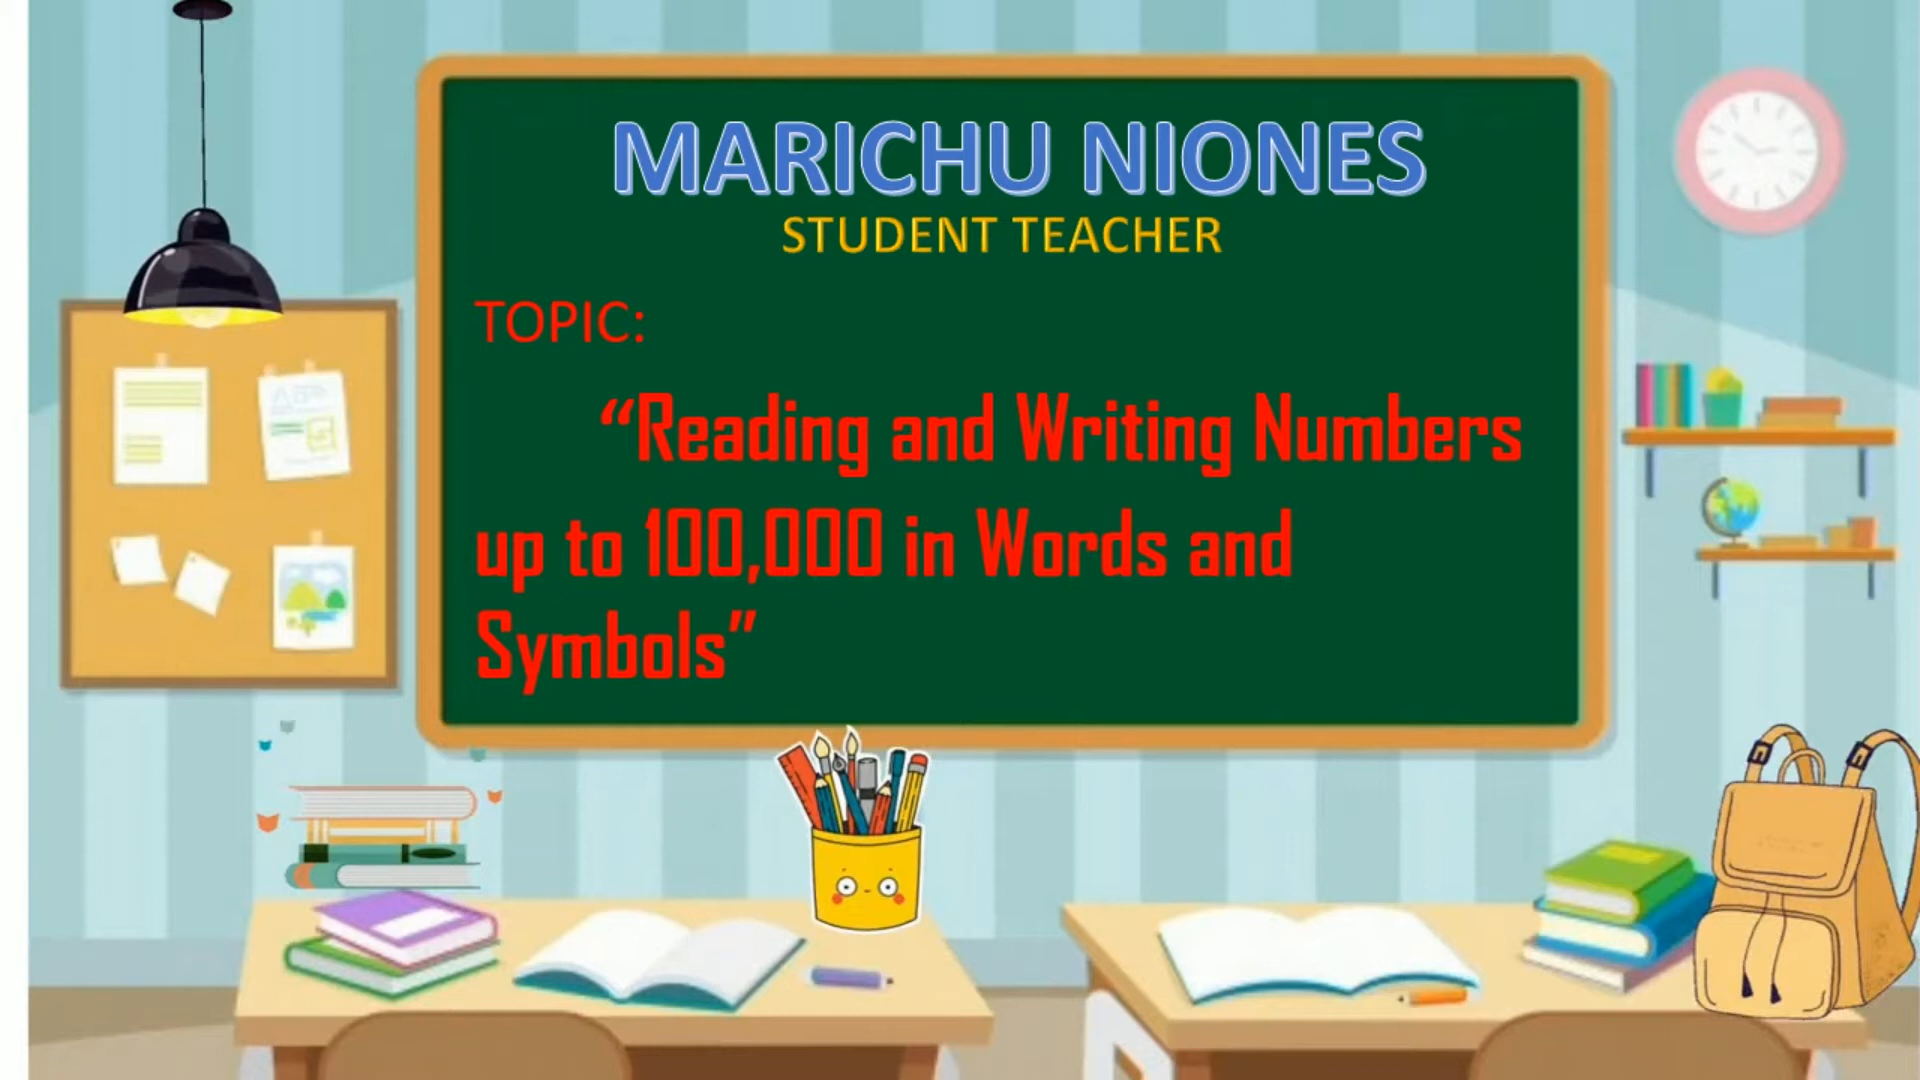 MARICHU NIONES
STUDENT TEACHER
TOPIC:
“Reading and Writing Numbers
up to 100,000 in Words and
Symbols”